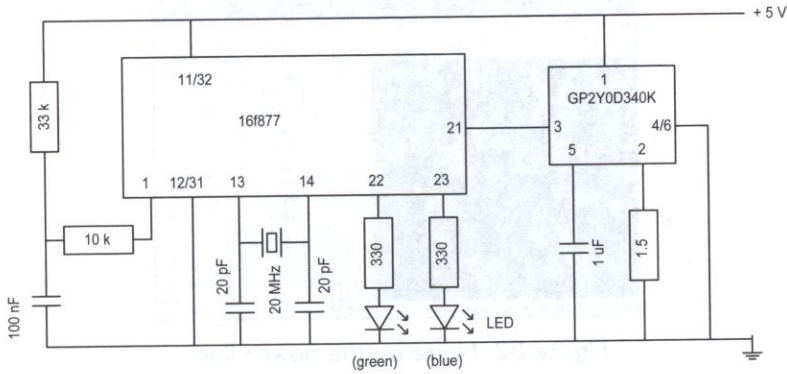 + 5 V
11/32
16f877
21
1 12/31 13 14 22 23
1
GP2Y0D340K
3 4/6
5 2
33 k
10 k
100 nF
20 pF
20 MHz
20 pF
330
330
1 uF
1.5
LED
(green) (blue)